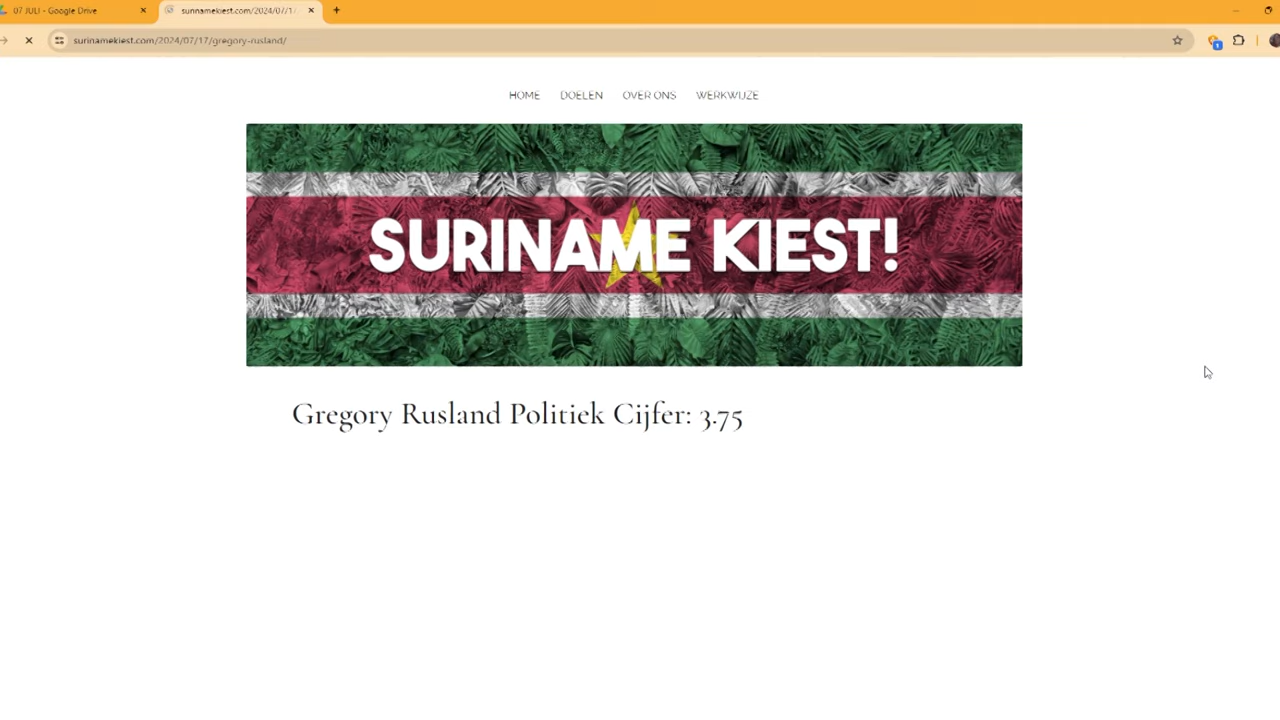 07 JULI - Google Drive
surinamekiest.com/2024/07/17/
surinamekiest.com/2024/07/17/gregory-rusland/
HOME DOELEN OVER ONS WERKWIJZE
SURINAME KIEST!
Gregory Rusland Politiek Cijfer: 3.75